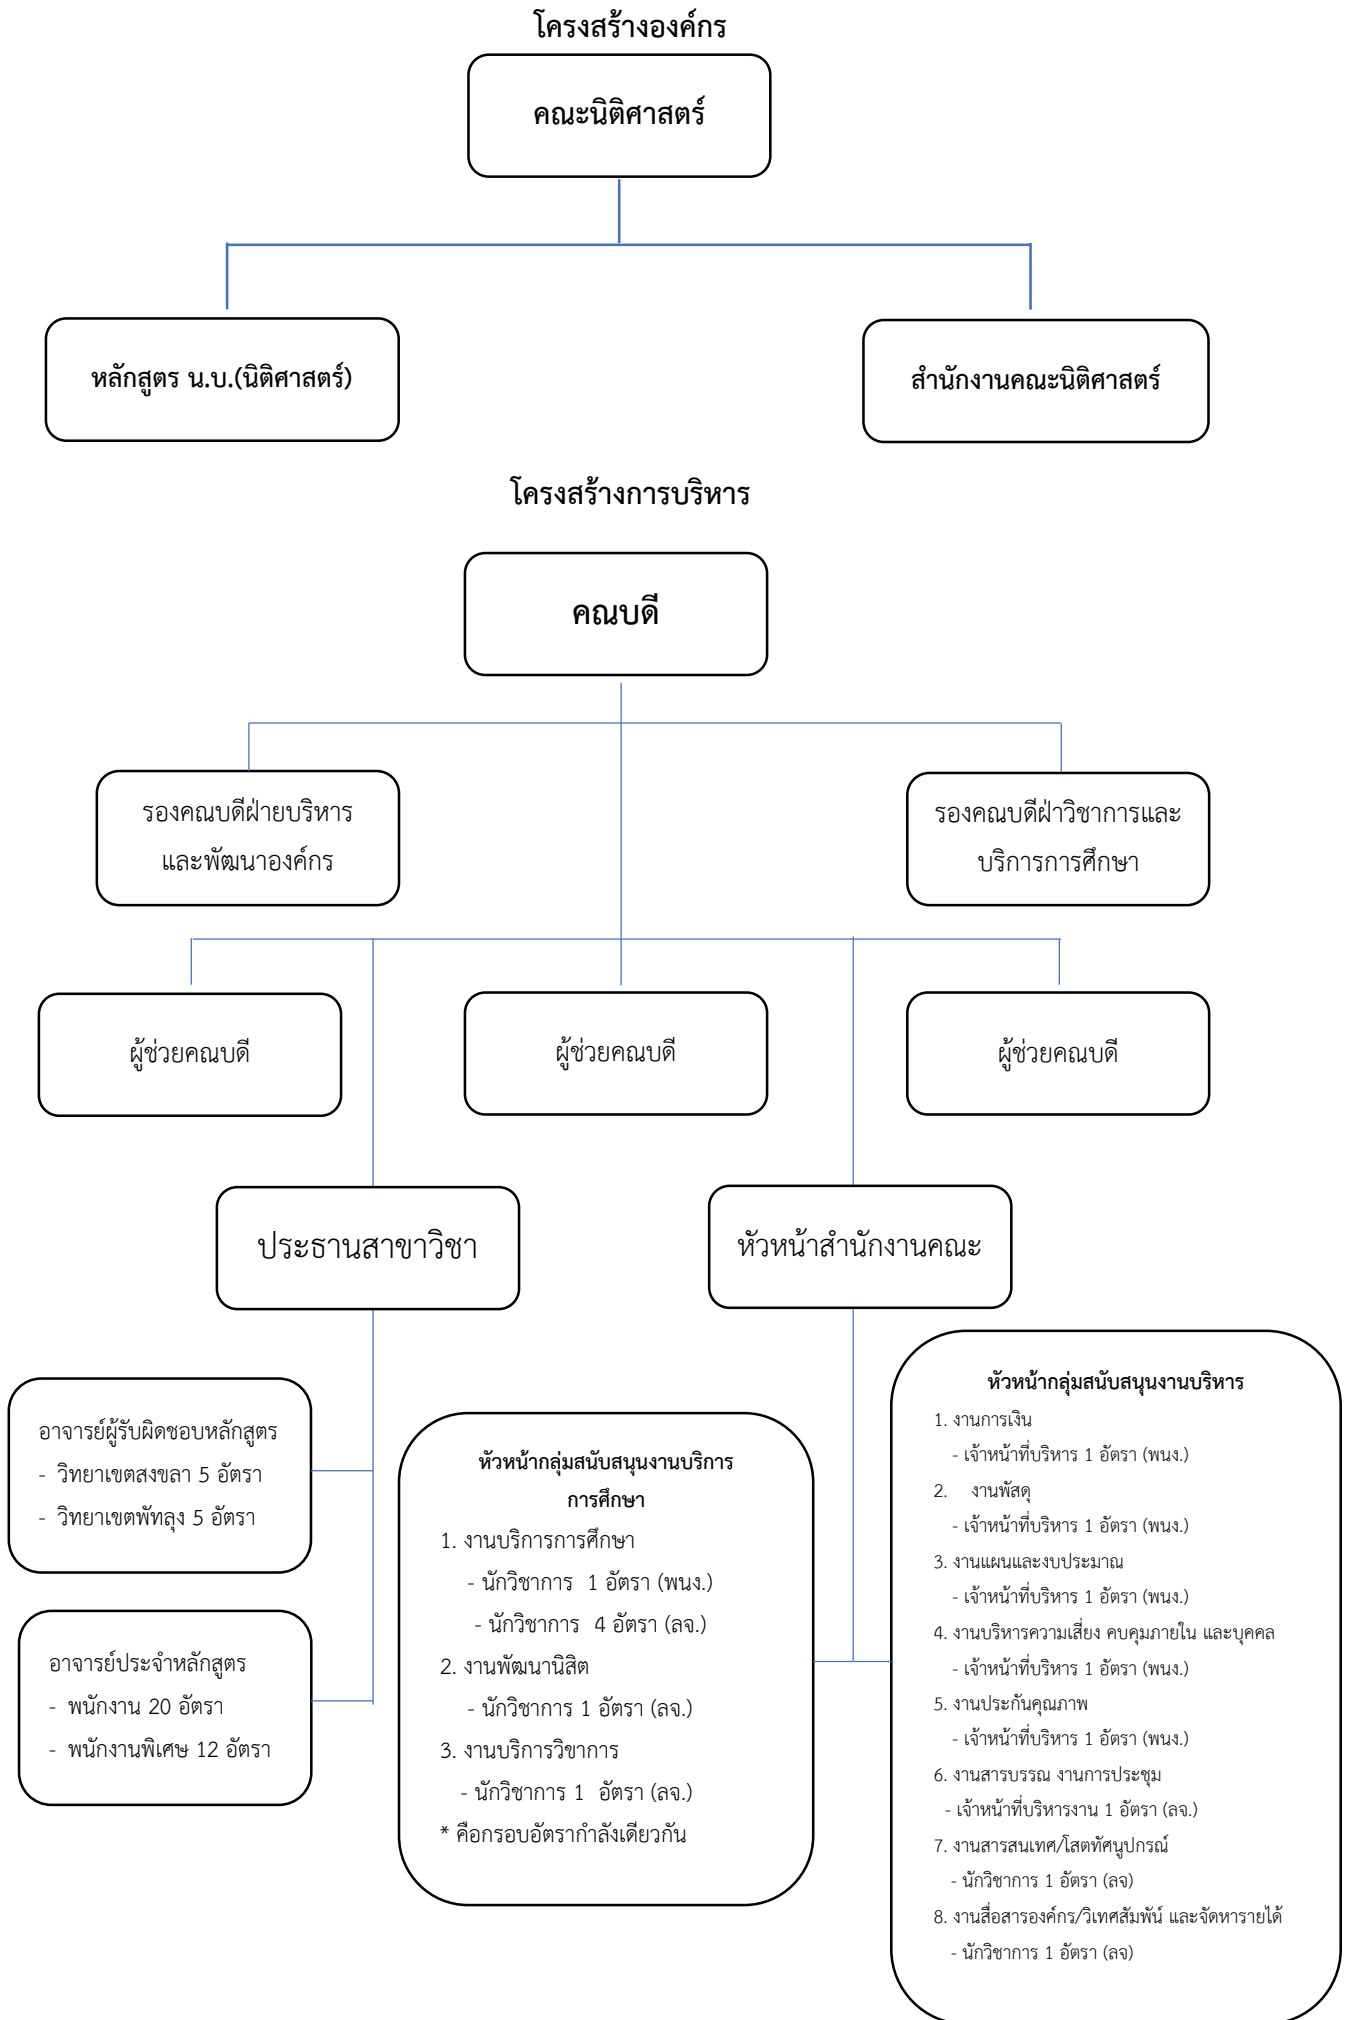 โครงสร้างองค์กร
คณะนิติศาสตร์
หลักสูตร น.บ.(นิติศาสตร์)
สำนักงานคณะนิติศาสตร์
โครงสร้างการบริหาร
คณบดี
รองคณบดีฝ่ายบริหาร
และพัฒนาองค์กร
รองคณบดีฝ่าวิชาการและ
บริการการศึกษา
ผู้ช่วยคณบดี
ผู้ช่วยคณบดี
ผู้ช่วยคณบดี
ประธานสาขาวิชา
หัวหน้าสำนักงานคณะ
อาจารย์ผู้รับผิดชอบหลักสูตร
- วิทยาเขตสงขลา 5 อัตรา
- วิทยาเขตพัทลุง 5 อัตรา
อาจารย์ประจำหลักสูตร
- พนักงาน 20 อัตรา
- พนักงานพิเศษ 12 อัตรา
หัวหน้ากลุ่มสนับสนุนงานบริการ
การศึกษา
1. งานบริการการศึกษา
- นักวิชาการ 1 อัตรา (พนง.)
- นักวิชาการ 4 อัตรา (ลจ.)
2. งานพัฒนานิสิต
- นักวิชาการ 1 อัตรา (ลจ.)
3. งานบริการวิขาการ
- นักวิชาการ 1 อัตรา (ลจ.)
* คือกรอบอัตรากำลังเดียวกัน
หัวหน้ากลุ่มสนับสนุนงานบริหาร
1. งานการเงิน
- เจ้าหน้าที่บริหาร 1 อัตรา (พนง.)
2. งานพัสดุ
- เจ้าหน้าที่บริหาร 1 อัตรา (พนง.)
3. งานแผนและงบประมาณ
- เจ้าหน้าที่บริหาร 1 อัตรา (พนง.)
4. งานบริหารความเสี่ยง คบคุมภายใน และบุคคล
- เจ้าหน้าที่บริหาร 1 อัตรา (พนง.)
5. งานประกันคุณภาพ
- เจ้าหน้าที่บริหาร 1 อัตรา (พนง.)
6. งานสารบรรณ งานการประชุม
- เจ้าหน้าที่บริหารงาน 1 อัตรา (ลจ.)
7. งานสารสนเทศ/โสตทัศนูปกรณ์
- นักวิชาการ 1 อัตรา (ลจ)
8. งานสื่อสารองค์กร/วิเทศสัมพัน์ และจัดหารายได้
- นักวิชาการ 1 อัตรา (ลจ)